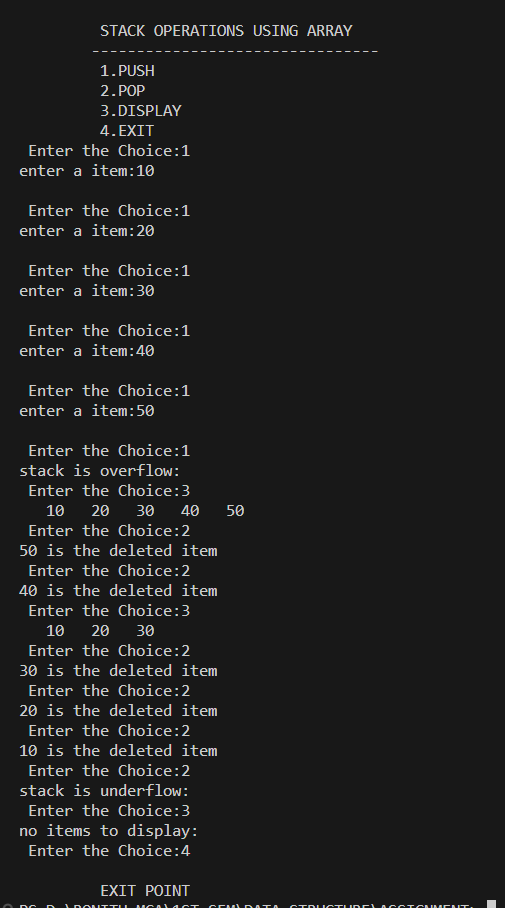 STACK OPERATIONS USING ARRAY
--------------------------------
1.PUSH
2.POP
3.DISPLAY
4.EXIT
Enter the Choice:1
enter a item:10
Enter the Choice:1
enter a item:20
Enter the Choice:1
enter a item:30
Enter the Choice:1
enter a item:40
Enter the Choice:1
enter a item:50
Enter the Choice:1
stack is overflow:
Enter the Choice:3
10 20 30 40 50
Enter the Choice:2
50 is the deleted item
Enter the Choice:2
40 is the deleted item
Enter the Choice:3
10 20 30
Enter the Choice:2
30 is the deleted item
Enter the Choice:2
20 is the deleted item
Enter the Choice:2
10 is the deleted item
Enter the Choice:2
stack is underflow:
Enter the Choice:3
no items to display:
Enter the Choice:4
EXIT POINT